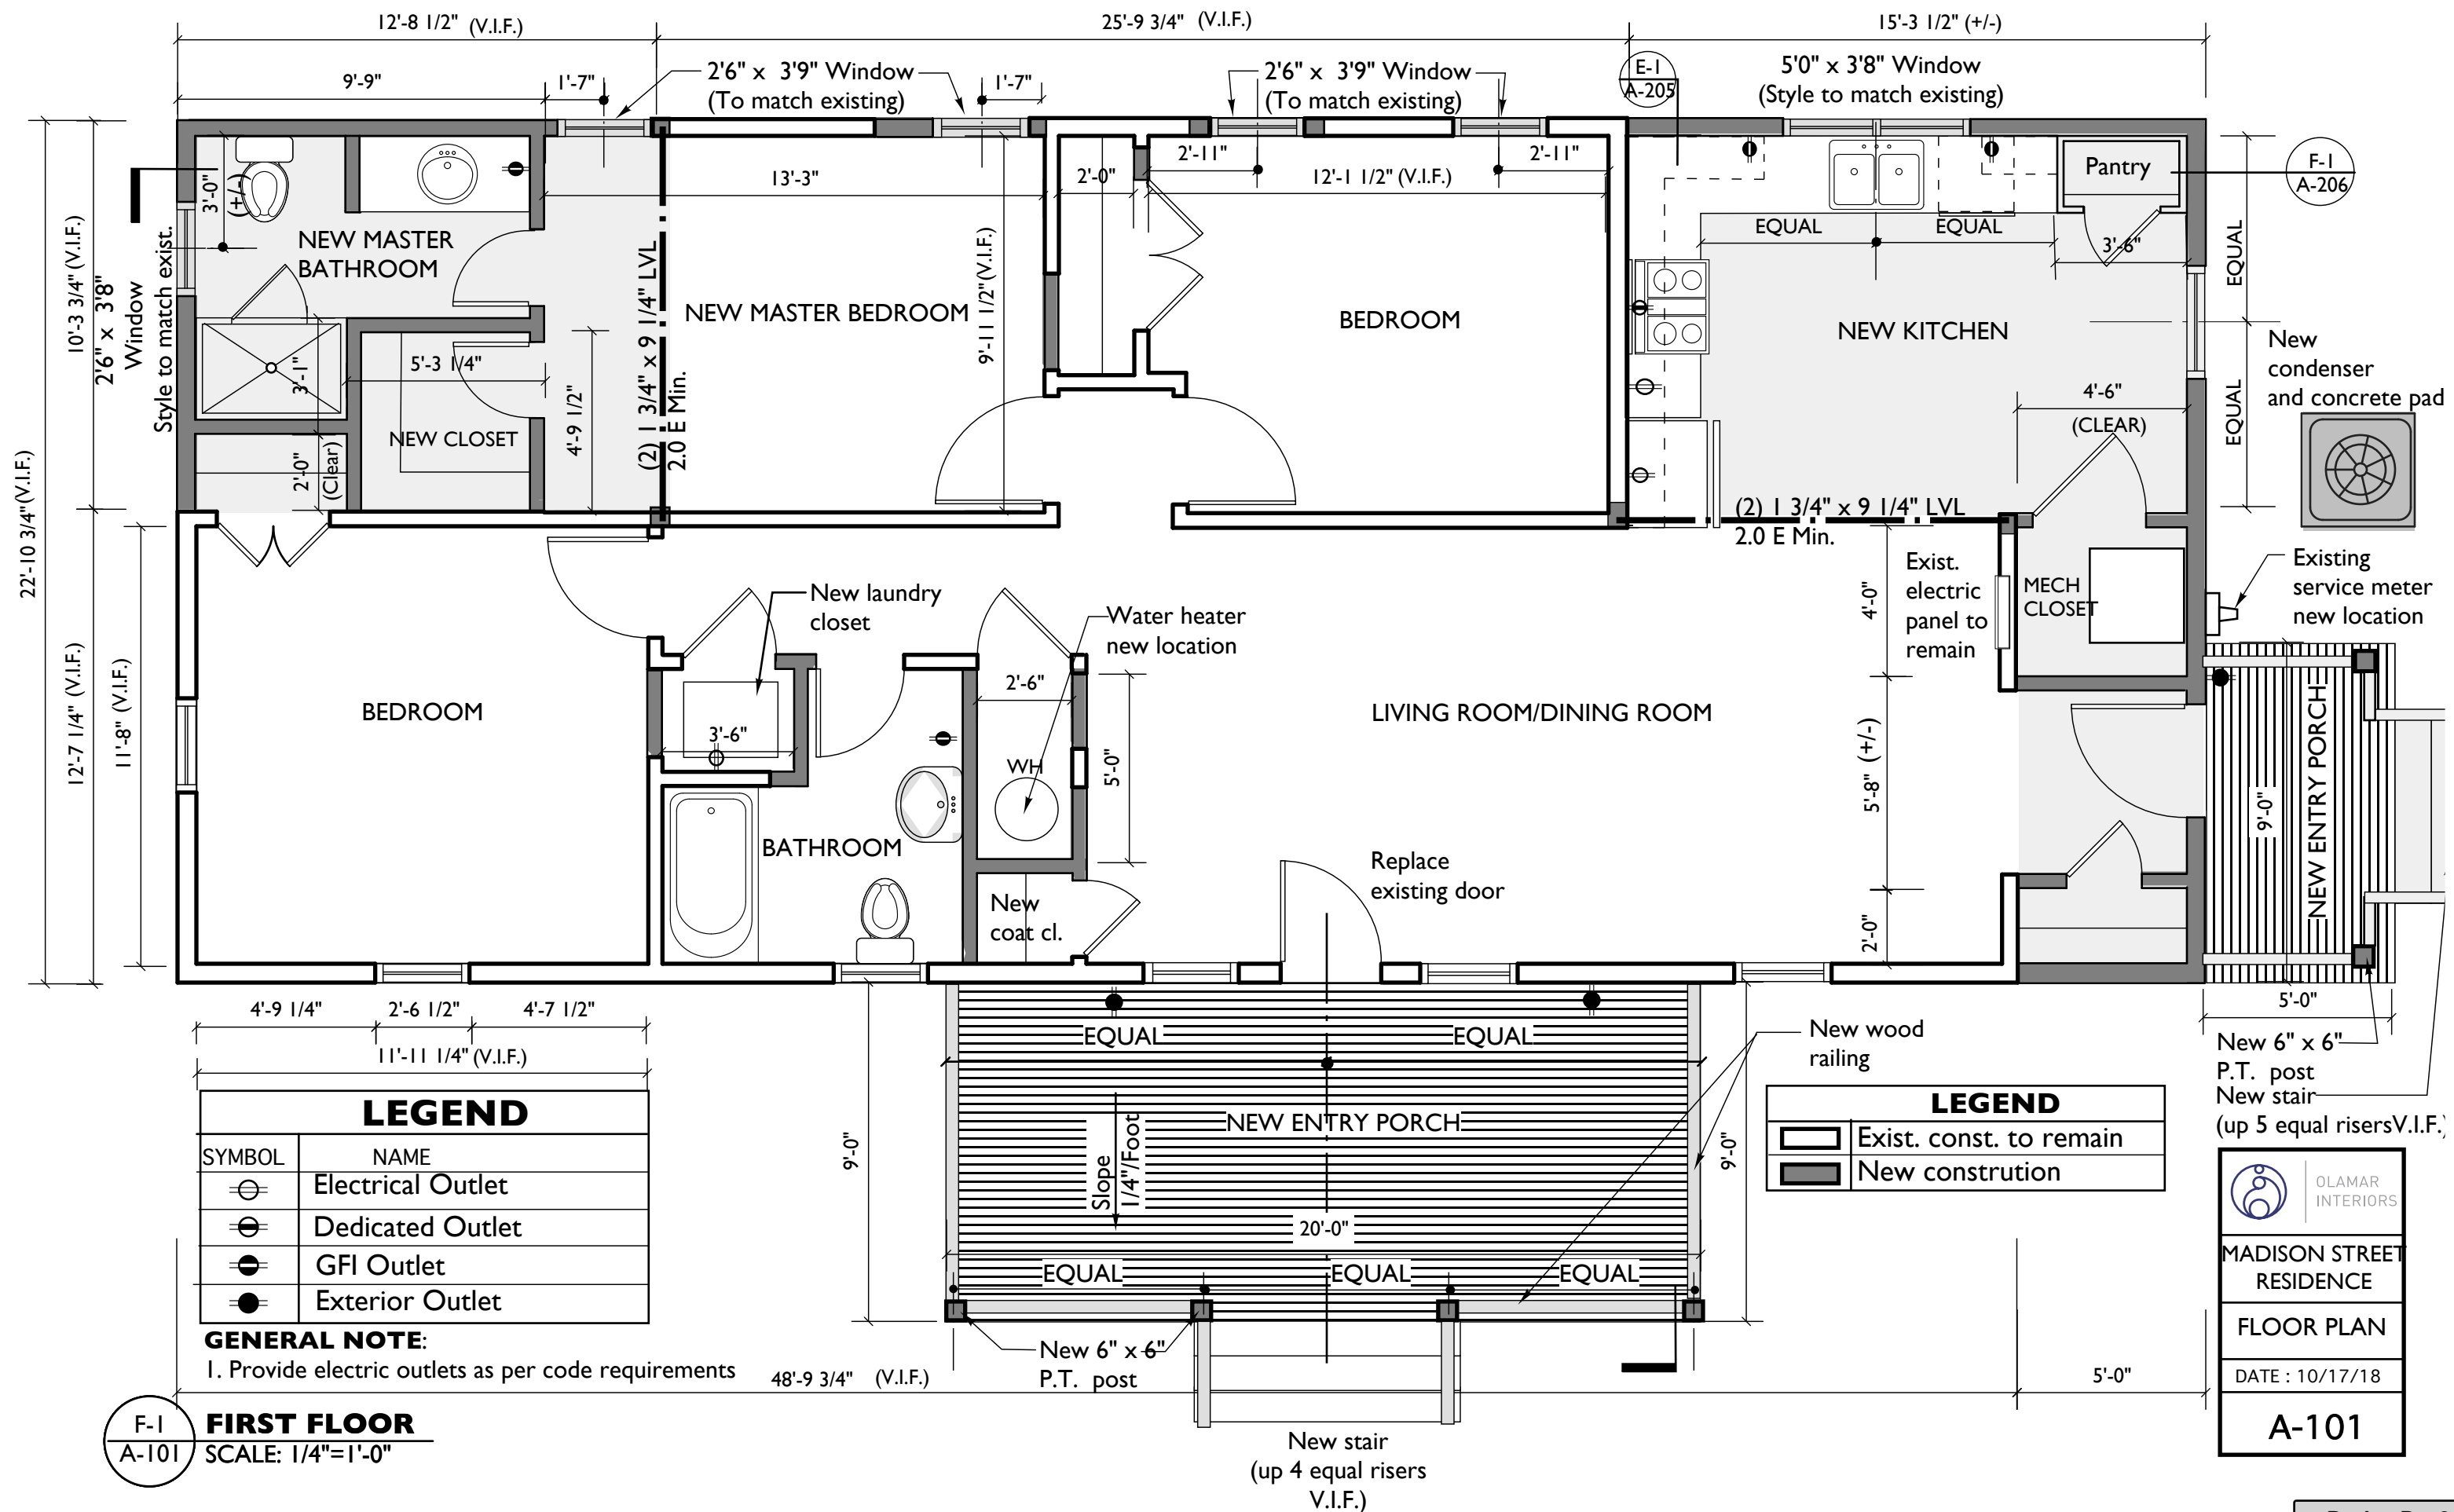 12'-8 1/2" (V.I.F.)
25'-9 3/4" (V.I.F.)
15'-3 1/2" (+/-)
9'-9"
1'-7"
2'6" x 3'9" Window
(To match existing)
1'-7"
2'6" x 3'9" Window
(To match existing)
E-1
A-205
5'0" x 3'8" Window
(Style to match existing)
3'-0"
(+/-)
13'-3"
2'-0"
2'-11"
12'-1 1/2" (V.I.F.)
2'-11"
Pantry
F-1
A-206
EQUAL
EQUAL
3'-6"
EQUAL
EQUAL
10'-3 3/4" (V.I.F.)
2'6" x 3'8"
Window
Style to match exist.
NEW MASTER
BATHROOM
(2) 1 3/4" x 9 1/4" LVL
2.0 E Min.
NEW MASTER BEDROOM
9'-11 1/2"(V.I.F.)
BEDROOM
NEW KITCHEN
New
condenser
and concrete pad
3'-1"
5'-3 1/4"
4'-9 1/2"
4'-6"
(CLEAR)
NEW CLOSET
2'-0"
(Clear)
22'-10 3/4"(V.I.F.)
(2) 1 3/4" x 9 1/4" LVL
2.0 E Min.
Exist.
electric
panel to
remain
MECH
CLOSET
Existing
service meter
new location
New laundry
closet
Water heater
new location
4'-0"
12'-7 1/4" (V.I.F.)
11'-8" (V.I.F.)
BEDROOM
3'-6"
2'-6"
WH
5'-0"
LIVING ROOM/DINING ROOM
5'-8" (+/-)
9'-0"
NEW ENTRY PORCH
BATHROOM
New
coat cl.
Replace
existing door
2'-0"
4'-9 1/4"
2'-6 1/2"
4'-7 1/2"
11'-11 1/4" (V.I.F.)
5'-0"
EQUAL
EQUAL
New wood
railing
New 6" x 6"
P.T. post
New stair
(up 5 equal risersV.I.F.)
LEGEND
SYMBOL
NAME
Electrical Outlet
Dedicated Outlet
GFI Outlet
Exterior Outlet
9'-0"
NEW ENTRY PORCH
Slope
1/4"/Foot
20'-0"
EQUAL
EQUAL
EQUAL
9'-0"
LEGEND
Exist. const. to remain
New constrution
OLAMAR
INTERIORS
MADISON STREET
RESIDENCE
FLOOR PLAN
DATE : 10/17/18
A-101
GENERAL NOTE:
1. Provide electric outlets as per code requirements
New 6" x 6"
P.T. post
48'-9 3/4" (V.I.F.)
5'-0"
F-1
A-101
FIRST FLOOR
SCALE: 1/4"=1'-0"
New stair
(up 4 equal risers
V.I.F.)